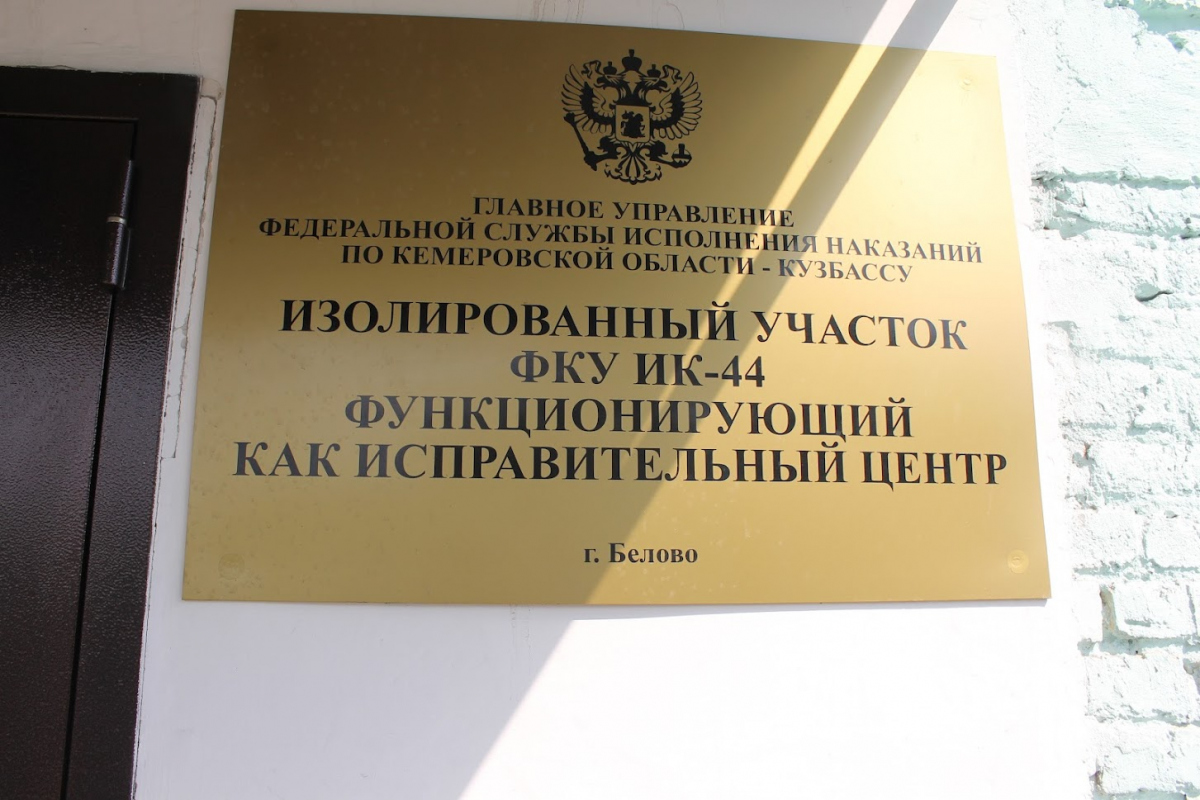 ГЛАВНОЕ УПРАВЛЕНИЕ
ФЕДЕРАЛЬНОЙ СЛУЖБЫ ИСПОЛНЕНИЯ НАКАЗАНИЙ
ПО КЕМЕРОВСКОЙ ОБЛАСТИ - КУЗБАССУ
ИЗОЛИРОВАННЫЙ УЧАСТОК
ФКУ ИК-44
ФУНКЦИОНИРУЮЩИЙ
КАК ИСПРАВИТЕЛЬНЫЙ ЦЕНТР
г. Белово